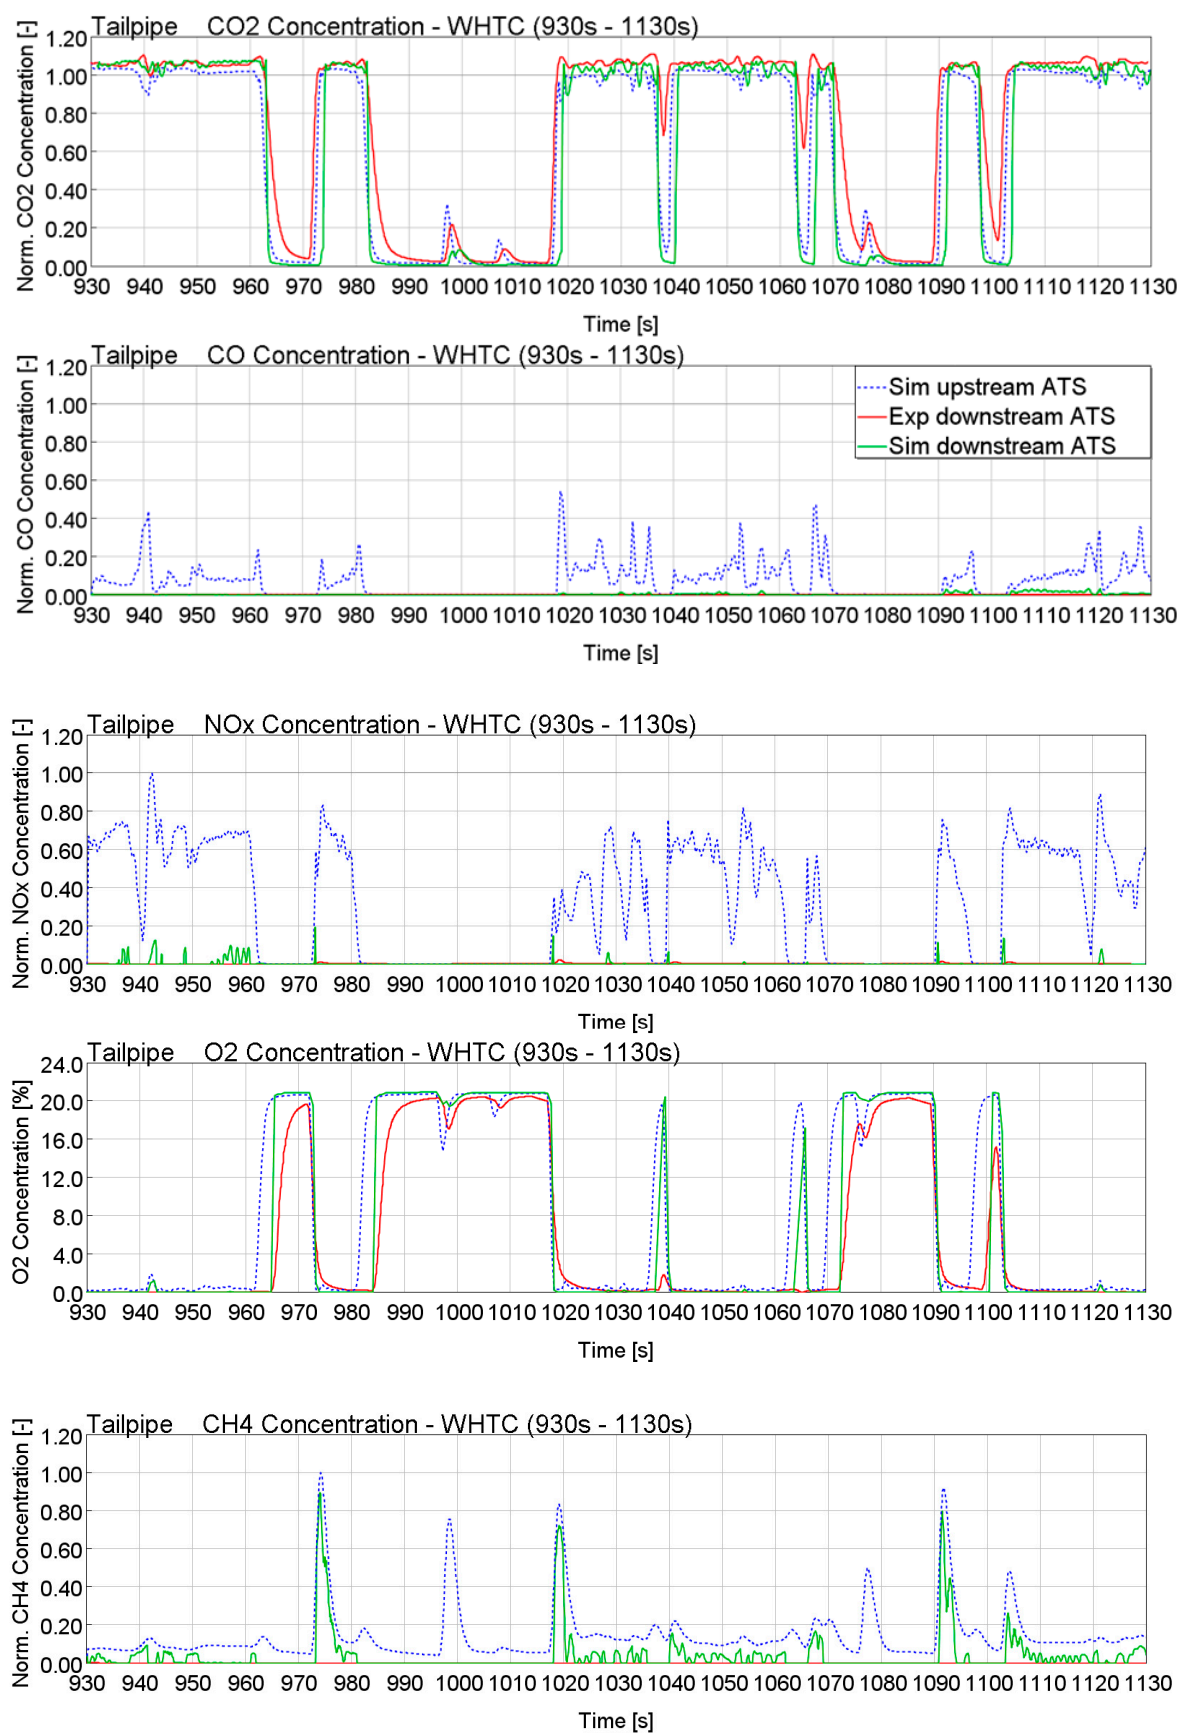 Tailpipe CO2 Concentration - WHTC (930s - 1130s)
Norm. CO2 Concentration [-]
1.20
1.00
0.80
0.60
0.40
0.20
0.00
930 940 950 960 970 980 990 1000 1010 1020 1030 1040 1050 1060 1070 1080 1090 1100 1110 1120 1130
Time [s]
Tailpipe CO Concentration - WHTC (930s - 1130s)
Norm. CO Concentration [-]
1.20
1.00
0.80
0.60
0.40
0.20
0.00
Sim upstream ATS
Exp downstream ATS
Sim downstream ATS
930 940 950 960 970 980 990 1000 1010 1020 1030 1040 1050 1060 1070 1080 1090 1100 1110 1120 1130
Time [s]
Tailpipe NOx Concentration - WHTC (930s - 1130s)
Norm. NOx Concentration [-]
1.20
1.00
0.80
0.60
0.40
0.20
0.00
930 940 950 960 970 980 990 1000 1010 1020 1030 1040 1050 1060 1070 1080 1090 1100 1110 1120 1130
Time [s]
Tailpipe O2 Concentration - WHTC (930s - 1130s)
O2 Concentration [%]
24.0
20.0
16.0
12.0
8.0
4.0
0.0
930 940 950 960 970 980 990 1000 1010 1020 1030 1040 1050 1060 1070 1080 1090 1100 1110 1120 1130
Time [s]
Tailpipe CH4 Concentration - WHTC (930s - 1130s)
Norm. CH4 Concentration [-]
1.20
1.00
0.80
0.60
0.40
0.20
0.00
930 940 950 960 970 980 990 1000 1010 1020 1030 1040 1050 1060 1070 1080 1090 1100 1110 1120 1130
Time [s]